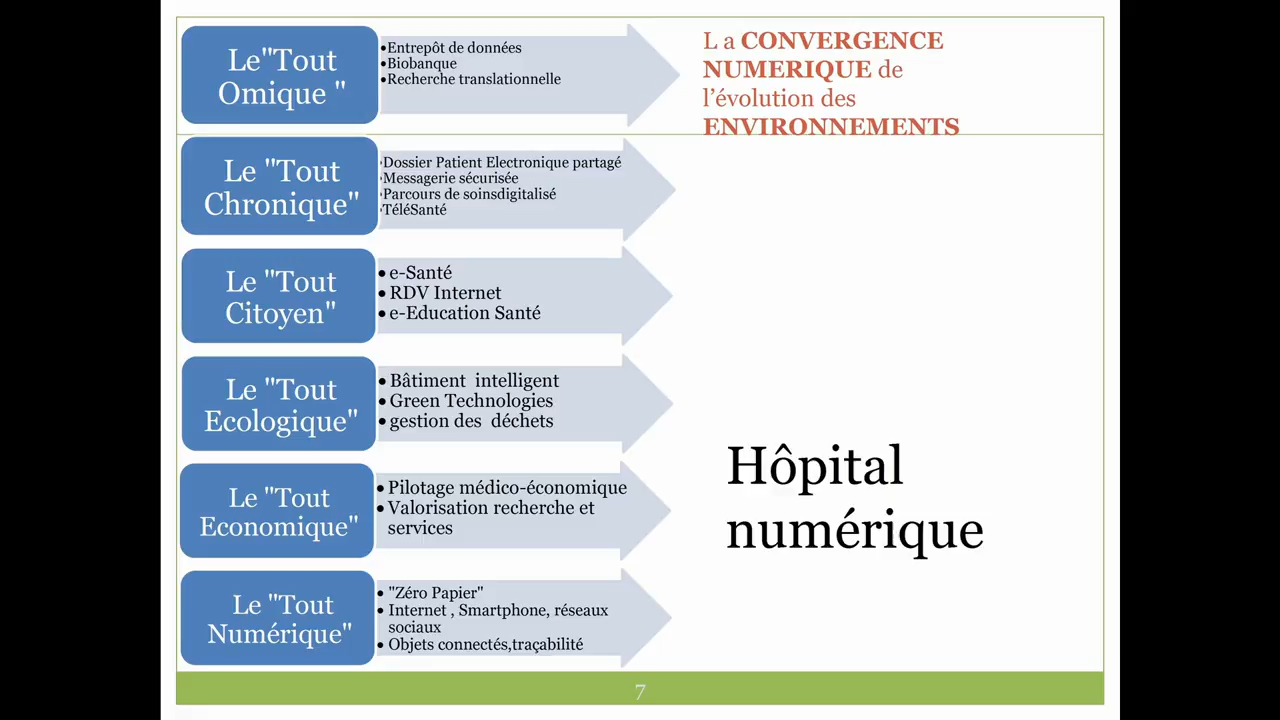 Le"Tout
Omique "
•Entrepôt de données
•Biobanque
•Recherche translationnelle
L a CONVERGENCE
NUMERIQUE de
l’évolution des
ENVIRONNEMENTS
Le "Tout
Chronique"
•Dossier Patient Electronique partagé
•Messagerie sécurisée
•Parcours de soinsdigitalisé
•TéléSanté
Le "Tout
Citoyen"
• e-Santé
• RDV Internet
• e-Education Santé
Le "Tout
Ecologique"
• Bâtiment intelligent
• Green Technologies
• gestion des déchets
Le "Tout
Economique"
• Pilotage médico-économique
• Valorisation recherche et
services
Hôpital
numérique
Le "Tout
Numérique"
• "Zéro Papier"
• Internet , Smartphone, réseaux
sociaux
• Objets connectés,traçabilité
7